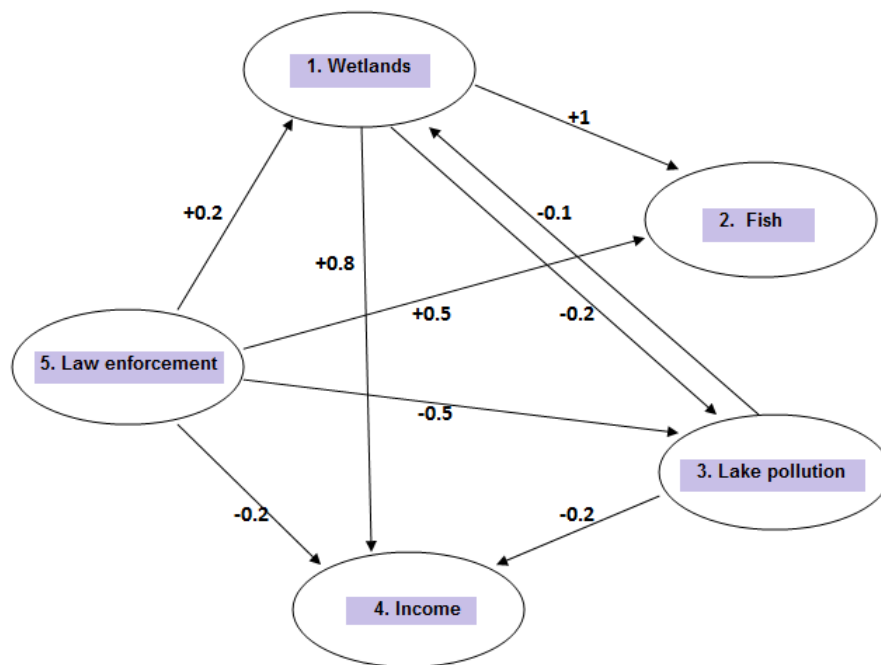 1. Wetlands
+1
2. Fish
+0.2
-0.1
+0.8
+0.5
-0.2
5. Law enforcement
-0.5
3. Lake pollution
-0.2
-0.2
4. Income